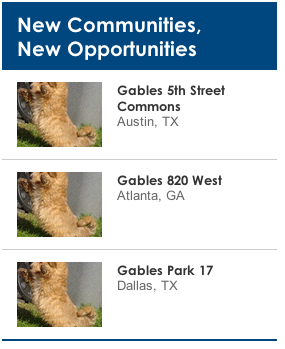 New Communities,
New Opportunities
Gables 5th Street
Commons
Austin, TX
Gables 820 West
Atlanta, GA
Gables Park 17
Dallas, TX